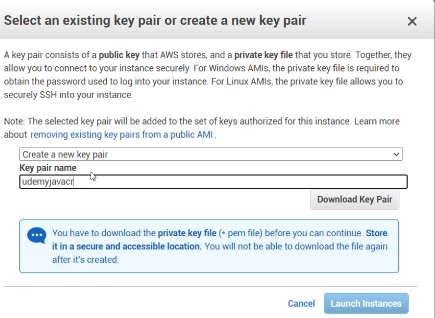 Select an existing key pair or create a new key pair
×
A key pair consists of a public key that AWS stores, and a private key file that you store. Together, they
allow you to connect to your instance securely. For Windows AMIs, the private key file is required to
obtain the password used to log into your instance. For Linux AMIs, the private key file allows you to
securely SSH into your instance.
Note: The selected key pair will be added to the set of keys authorized for this instance. Learn more
about removing existing key pairs from a public AMI .
Create a new key pair
Key pair name
udemyjavacr
Download Key Pair
You have to download the private key file (*.pem file) before you can continue. Store
it in a secure and accessible location. You will not be able to download the file again
after it's created.
Cancel
Launch Instances